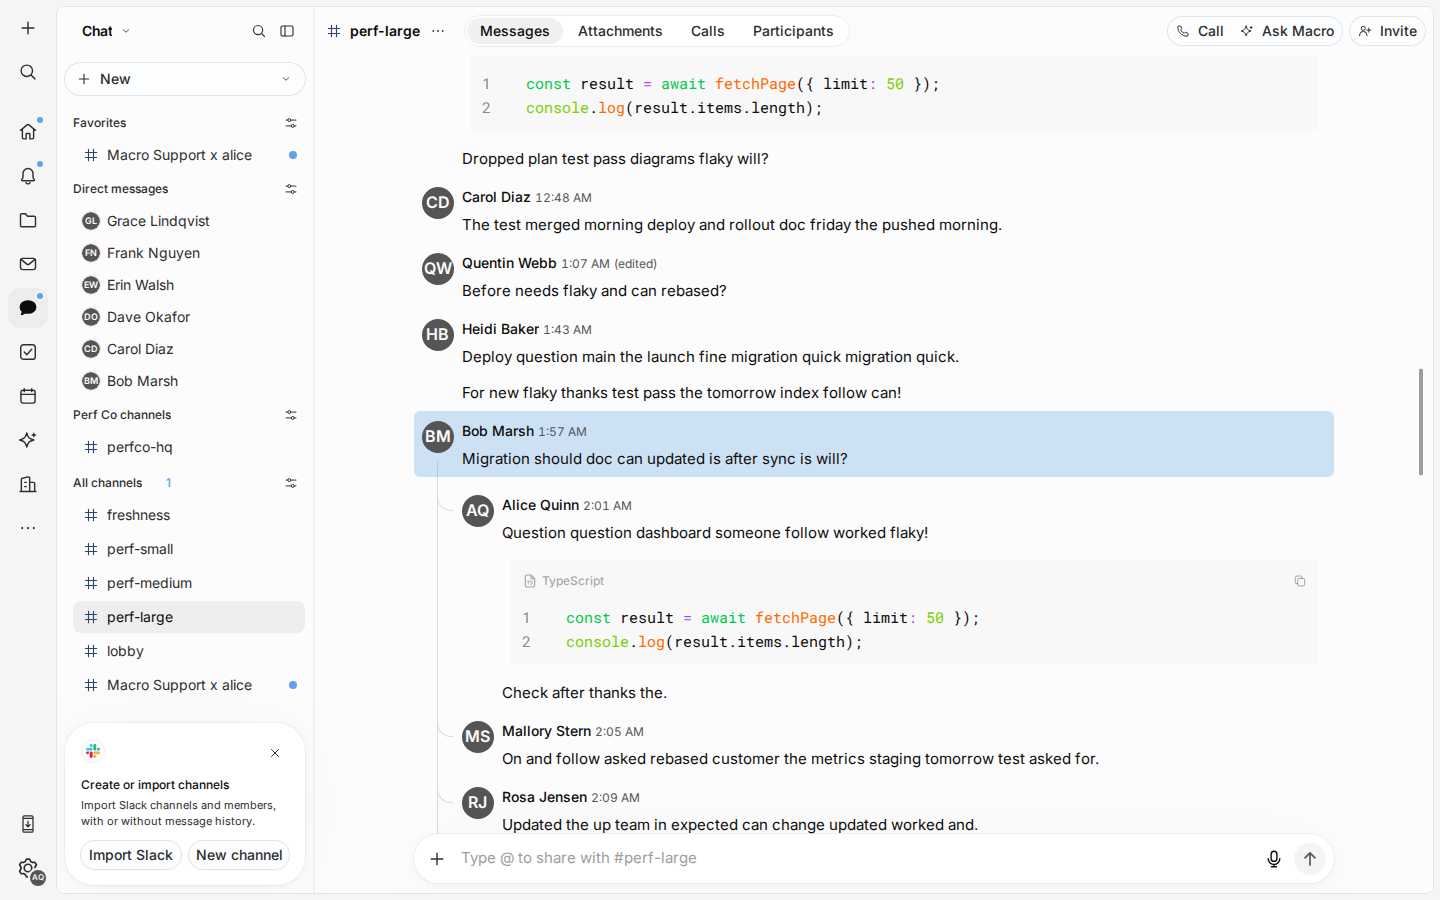 Chat
New
Favorites
Macro Support x alice
Direct messages
GL Grace Lindqvist
FN Frank Nguyen
EW Erin Walsh
DO Dave Okafor
CD Carol Diaz
BM Bob Marsh
Perf Co channels
perfco-hq
All channels 1
freshness
perf-small
perf-medium
perf-large
lobby
Macro Support x alice
Create or import channels
Import Slack channels and members,
with or without message history.
Import Slack New channel
AQ
perf-large ··· Messages Attachments Calls Participants Call Ask Macro Invite
1 const result = await fetchPage({ limit: 50 });
2 console.log(result.items.length);
Dropped plan test pass diagrams flaky will?
CD Carol Diaz 12:48 AM
The test merged morning deploy and rollout doc friday the pushed morning.
QW Quentin Webb 1:07 AM (edited)
Before needs flaky and can rebased?
HB Heidi Baker 1:43 AM
Deploy question main the launch fine migration quick migration quick.
For new flaky thanks test pass the tomorrow index follow can!
BM Bob Marsh 1:57 AM
Migration should doc can updated is after sync is will?
AQ Alice Quinn 2:01 AM
Question question dashboard someone follow worked flaky!
TypeScript
1 const result = await fetchPage({ limit: 50 });
2 console.log(result.items.length);
Check after thanks the.
MS Mallory Stern 2:05 AM
On and follow asked rebased customer the metrics staging tomorrow test asked for.
RJ Rosa Jensen 2:09 AM
Updated the up team in expected can change updated worked and.
Type @ to share with #perf-large